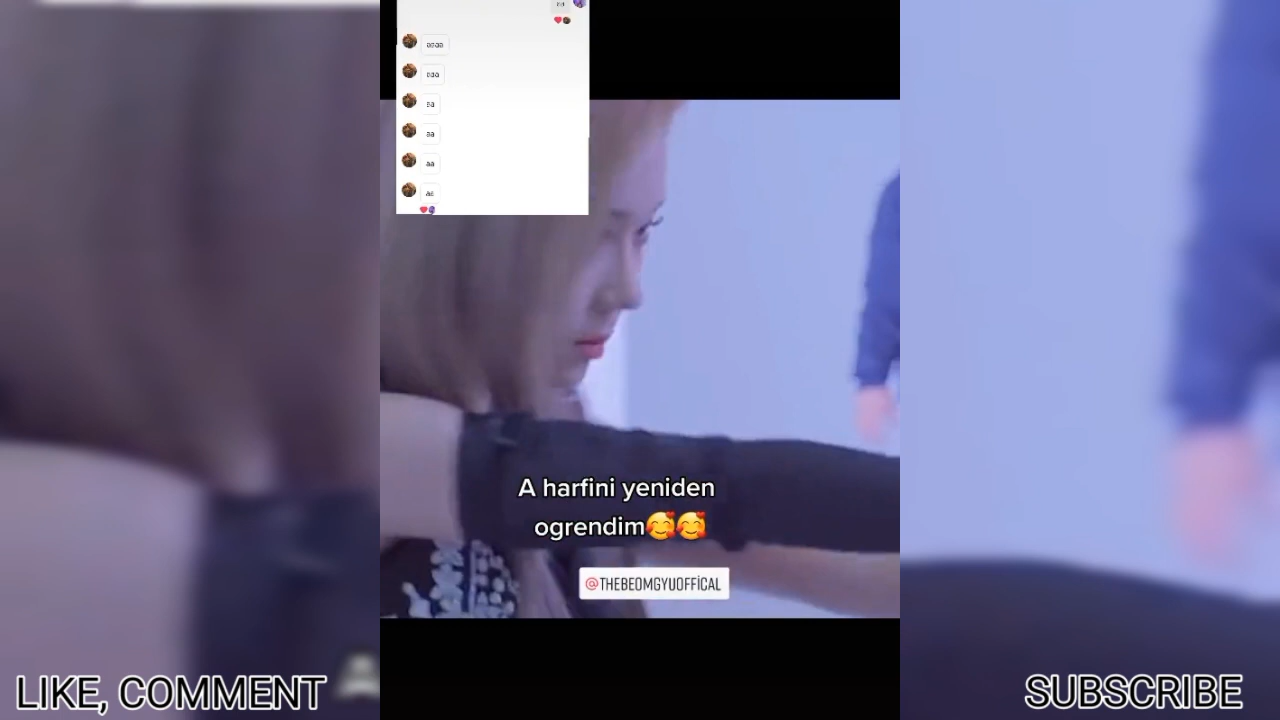 aa
aaaa
aaa
aa
aa
aa
A harfini yeniden
ogrendim🥰🥰
@THEBEOMGYUOFFİCAL
LIKE, COMMENT
SUBSCRIBE